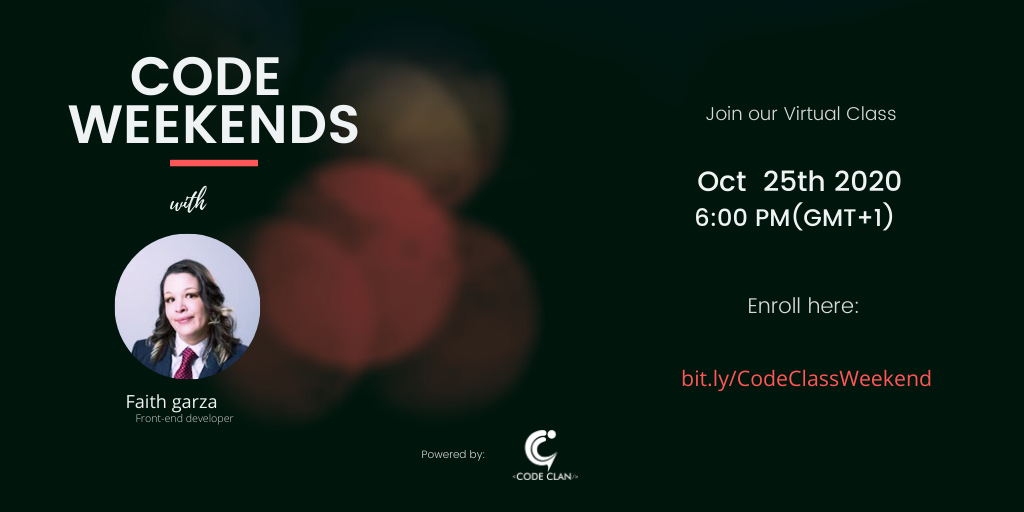 CODE
WEEKENDS
with
Faith garza
Front-end developer
Join our Virtual Class
Oct 25th 2020
6:00 PM(GMT+1)
Enroll here:
bit.ly/CodeClassWeekend
Powered by:
<CODE CLAN/>